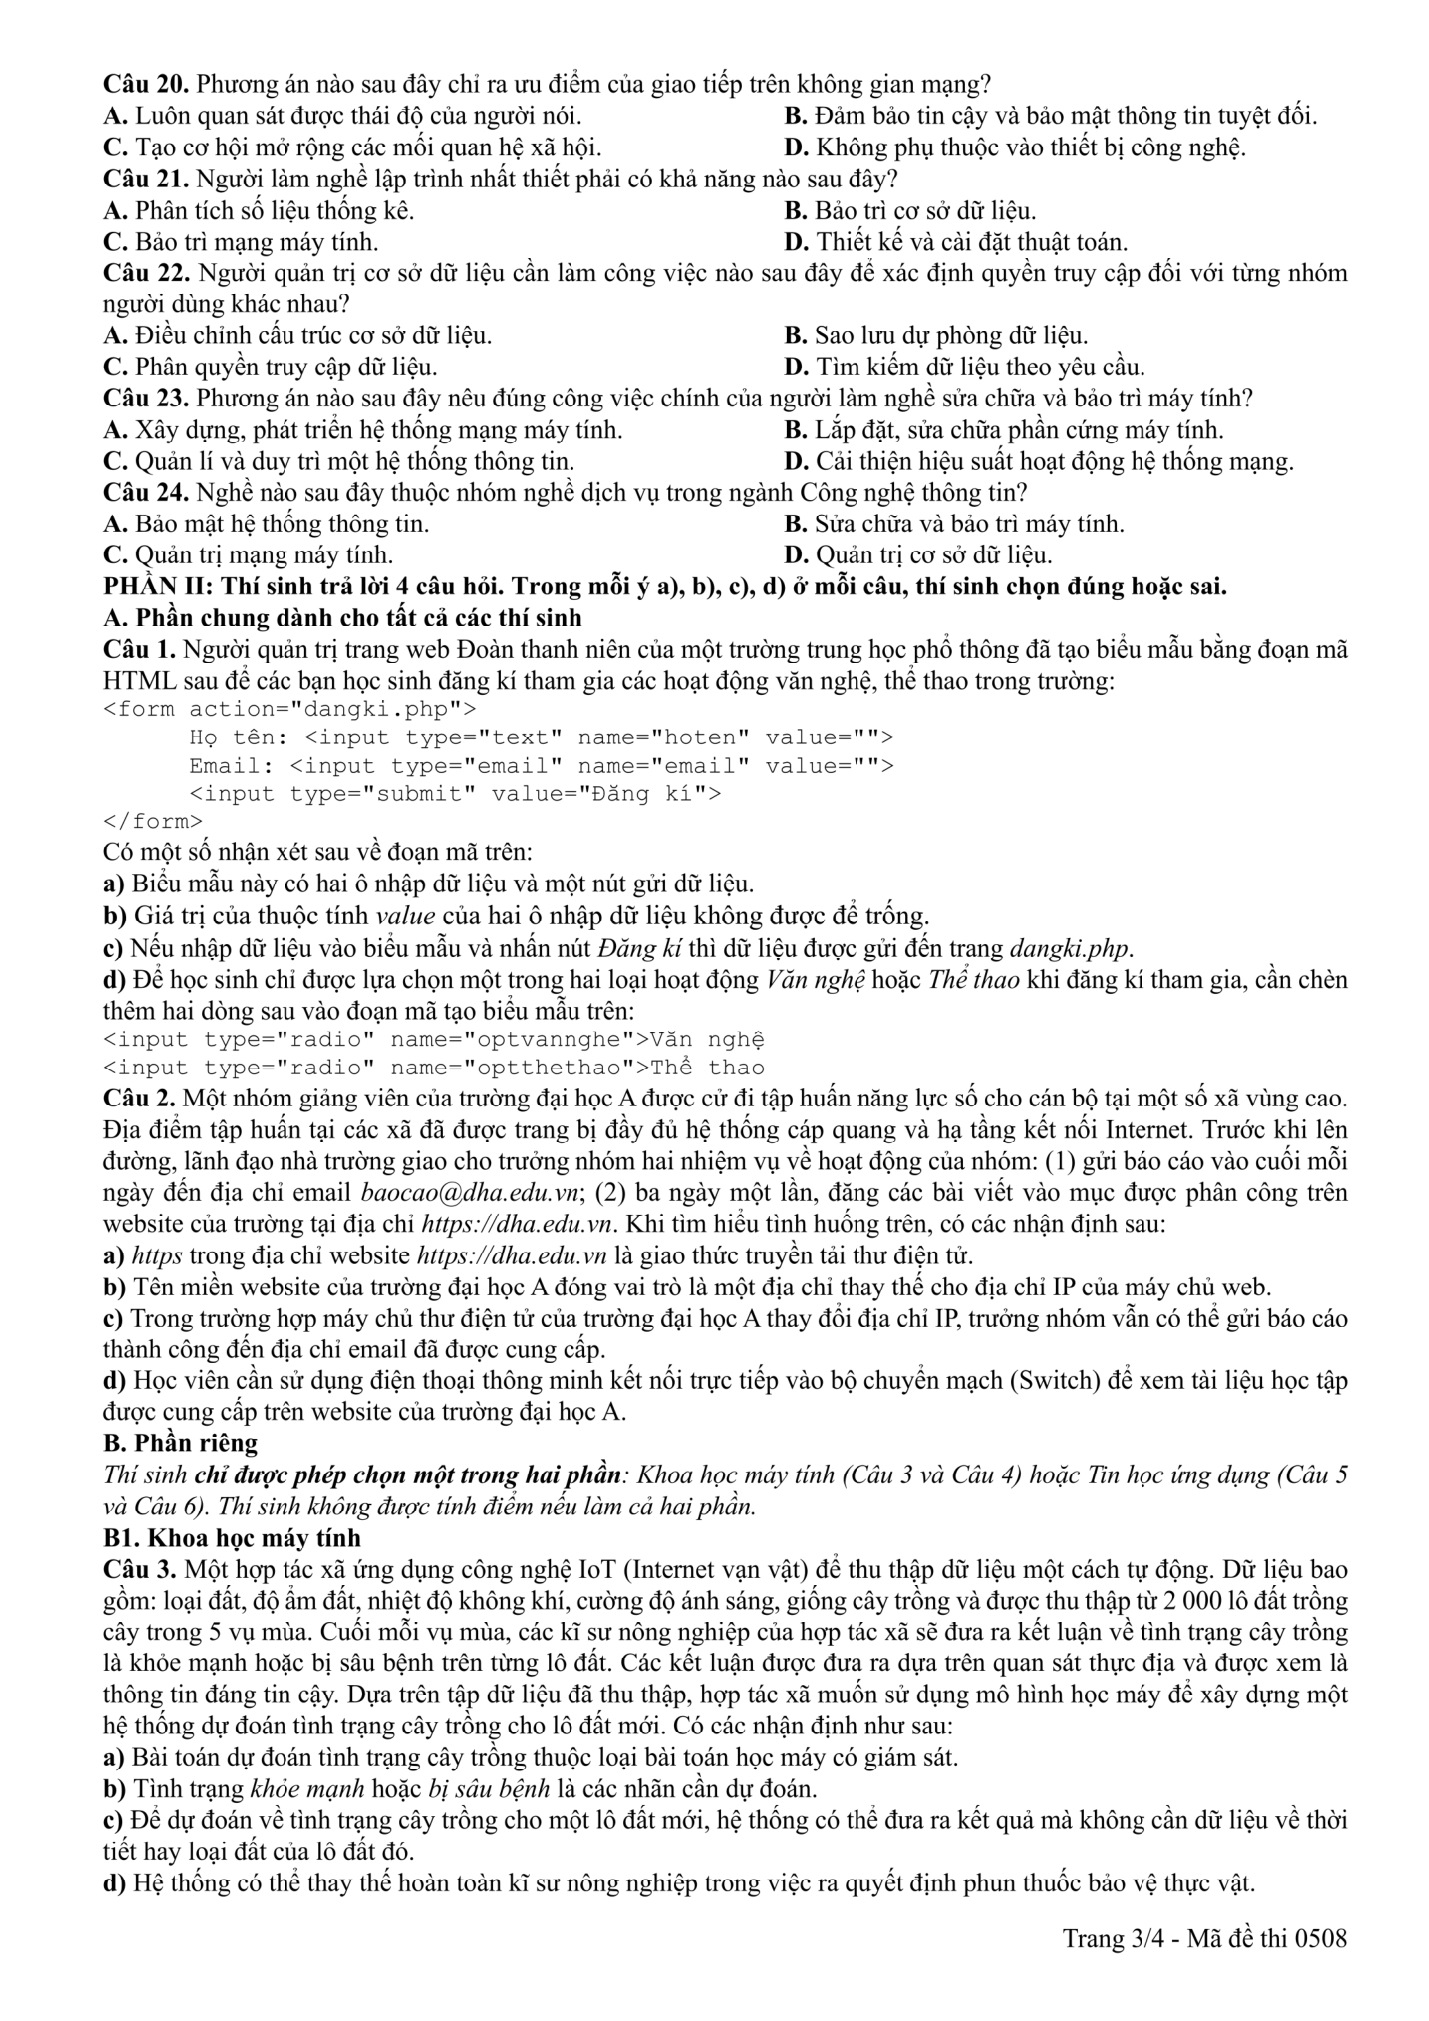 Câu 20. Phương án nào sau đây chỉ ra ưu điểm của giao tiếp trên không gian mạng?
A. Luôn quan sát được thái độ của người nói. B. Đảm bảo tin cậy và bảo mật thông tin tuyệt đối.
C. Tạo cơ hội mở rộng các mối quan hệ xã hội. D. Không phụ thuộc vào thiết bị công nghệ.
Câu 21. Người làm nghề lập trình nhất thiết phải có khả năng nào sau đây?
A. Phân tích số liệu thống kê. B. Bảo trì cơ sở dữ liệu.
C. Bảo trì mạng máy tính. D. Thiết kế và cài đặt thuật toán.
Câu 22. Người quản trị cơ sở dữ liệu cần làm công việc nào sau đây để xác định quyền truy cập đối với từng nhóm
người dùng khác nhau?
A. Điều chỉnh cấu trúc cơ sở dữ liệu. B. Sao lưu dự phòng dữ liệu.
C. Phân quyền truy cập dữ liệu. D. Tìm kiếm dữ liệu theo yêu cầu.
Câu 23. Phương án nào sau đây nêu đúng công việc chính của người làm nghề sửa chữa và bảo trì máy tính?
A. Xây dựng, phát triển hệ thống mạng máy tính. B. Lắp đặt, sửa chữa phần cứng máy tính.
C. Quản lí và duy trì một hệ thống thông tin. D. Cải thiện hiệu suất hoạt động hệ thống mạng.
Câu 24. Nghề nào sau đây thuộc nhóm nghề dịch vụ trong ngành Công nghệ thông tin?
A. Bảo mật hệ thống thông tin. B. Sửa chữa và bảo trì máy tính.
C. Quản trị mạng máy tính. D. Quản trị cơ sở dữ liệu.
PHẦN II: Thí sinh trả lời 4 câu hỏi. Trong mỗi ý a), b), c), d) ở mỗi câu, thí sinh chọn đúng hoặc sai.
A. Phần chung dành cho tất cả các thí sinh
Câu 1. Người quản trị trang web Đoàn thanh niên của một trường trung học phổ thông đã tạo biểu mẫu bằng đoạn mã
HTML sau để các bạn học sinh đăng kí tham gia các hoạt động văn nghệ, thể thao trong trường:
<form action="dangki.php">
Họ tên: <input type="text" name="hoten" value="">
Email: <input type="email" name="email" value="">
<input type="submit" value="Đăng kí">
</form>
Có một số nhận xét sau về đoạn mã trên:
a) Biểu mẫu này có hai ô nhập dữ liệu và một nút gửi dữ liệu.
b) Giá trị của thuộc tính value của hai ô nhập dữ liệu không được để trống.
c) Nếu nhập dữ liệu vào biểu mẫu và nhấn nút Đăng kí thì dữ liệu được gửi đến trang dangki.php.
d) Để học sinh chỉ được lựa chọn một trong hai loại hoạt động Văn nghệ hoặc Thể thao khi đăng kí tham gia, cần chèn
thêm hai dòng sau vào đoạn mã tạo biểu mẫu trên:
<input type="radio" name="optvannghe">Văn nghệ
<input type="radio" name="optthethao">Thể thao
Câu 2. Một nhóm giảng viên của trường đại học A được cử đi tập huấn năng lực số cho cán bộ tại một số xã vùng cao.
Địa điểm tập huấn tại các xã đã được trang bị đầy đủ hệ thống cáp quang và hạ tầng kết nối Internet. Trước khi lên
đường, lãnh đạo nhà trường giao cho trưởng nhóm hai nhiệm vụ về hoạt động của nhóm: (1) gửi báo cáo vào cuối mỗi
ngày đến địa chỉ email baocao@dha.edu.vn; (2) ba ngày một lần, đăng các bài viết vào mục được phân công trên
website của trường tại địa chỉ https://dha.edu.vn. Khi tìm hiểu tình huống trên, có các nhận định sau:
a) https trong địa chỉ website https://dha.edu.vn là giao thức truyền tải thư điện tử.
b) Tên miền website của trường đại học A đóng vai trò là một địa chỉ thay thế cho địa chỉ IP của máy chủ web.
c) Trong trường hợp máy chủ thư điện tử của trường đại học A thay đổi địa chỉ IP, trưởng nhóm vẫn có thể gửi báo cáo
thành công đến địa chỉ email đã được cung cấp.
d) Học viên cần sử dụng điện thoại thông minh kết nối trực tiếp vào bộ chuyển mạch (Switch) để xem tài liệu học tập
được cung cấp trên website của trường đại học A.
B. Phần riêng
Thí sinh chỉ được phép chọn một trong hai phần: Khoa học máy tính (Câu 3 và Câu 4) hoặc Tin học ứng dụng (Câu 5
và Câu 6). Thí sinh không được tính điểm nếu làm cả hai phần.
B1. Khoa học máy tính
Câu 3. Một hợp tác xã ứng dụng công nghệ IoT (Internet vạn vật) để thu thập dữ liệu một cách tự động. Dữ liệu bao
gồm: loại đất, độ ẩm đất, nhiệt độ không khí, cường độ ánh sáng, giống cây trồng và được thu thập từ 2 000 lô đất trồng
cây trong 5 vụ mùa. Cuối mỗi vụ mùa, các kĩ sư nông nghiệp của hợp tác xã sẽ đưa ra kết luận về tình trạng cây trồng
là khỏe mạnh hoặc bị sâu bệnh trên từng lô đất. Các kết luận được đưa ra dựa trên quan sát thực địa và được xem là
thông tin đáng tin cậy. Dựa trên tập dữ liệu đã thu thập, hợp tác xã muốn sử dụng mô hình học máy để xây dựng một
hệ thống dự đoán tình trạng cây trồng cho lô đất mới. Có các nhận định như sau:
a) Bài toán dự đoán tình trạng cây trồng thuộc loại bài toán học máy có giám sát.
b) Tình trạng khỏe mạnh hoặc bị sâu bệnh là các nhãn cần dự đoán.
c) Để dự đoán về tình trạng cây trồng cho một lô đất mới, hệ thống có thể đưa ra kết quả mà không cần dữ liệu về thời
tiết hay loại đất của lô đất đó.
d) Hệ thống có thể thay thế hoàn toàn kĩ sư nông nghiệp trong việc ra quyết định phun thuốc bảo vệ thực vật.
Trang 3/4 - Mã đề thi 0508